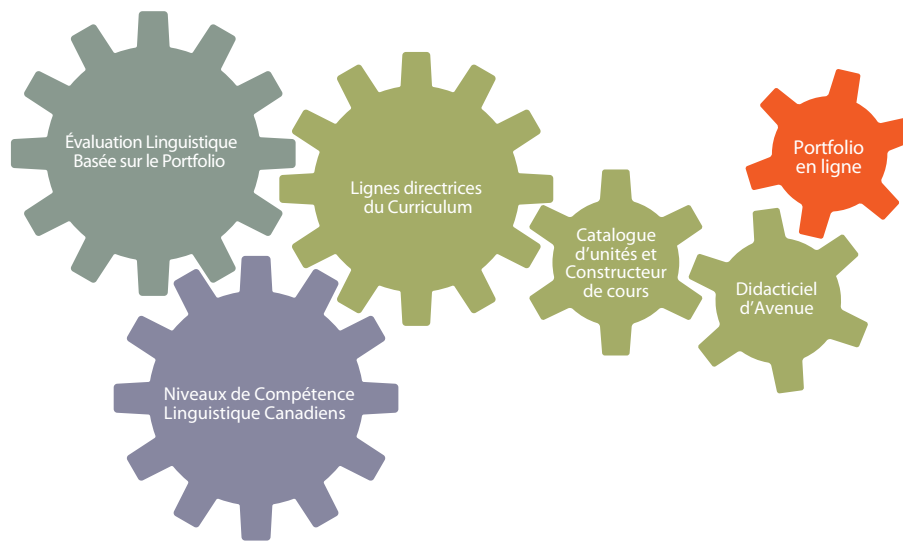 Évaluation Linguistique
Basée sur le Portfolio
Lignes directrices
du Curriculum
Catalogue
d'unités et
Constructeur
de cours
Portfolio
en ligne
Didacticiel
d'Avenue
Niveaux de Compétence
Linguistique Canadiens